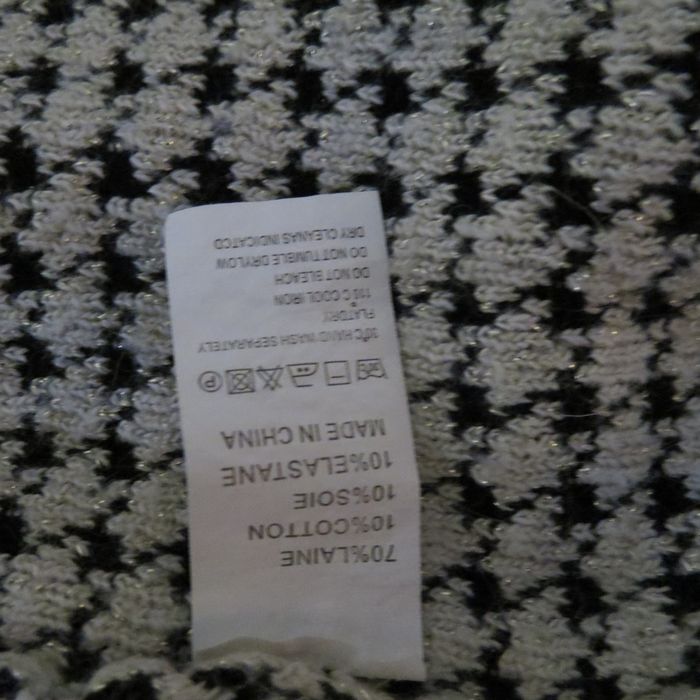 70%LAINE
10%COTTON
10%SOIE
10%ELASTANE
MADE IN CHINA
30°C HAND WASH SEPARATELY
FLATDRY
110°C COOL IRON
DO NOT BLEACH
DO NOT TUMBLE DRYLOW
DRY CLEANAS INDICATCD